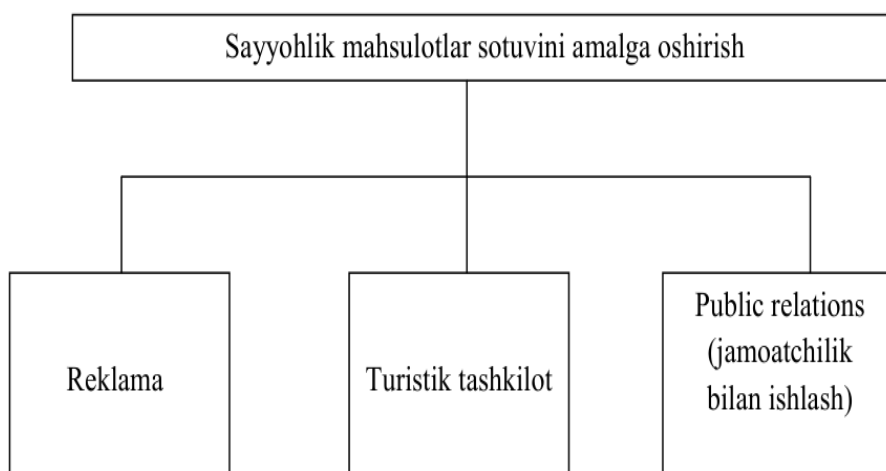 Sayyohlik mahsulotlar sotuvini amalga oshirish
Reklama
Turistik tashkilot
Public relations
(jamoatchilik
bilan ishlash)